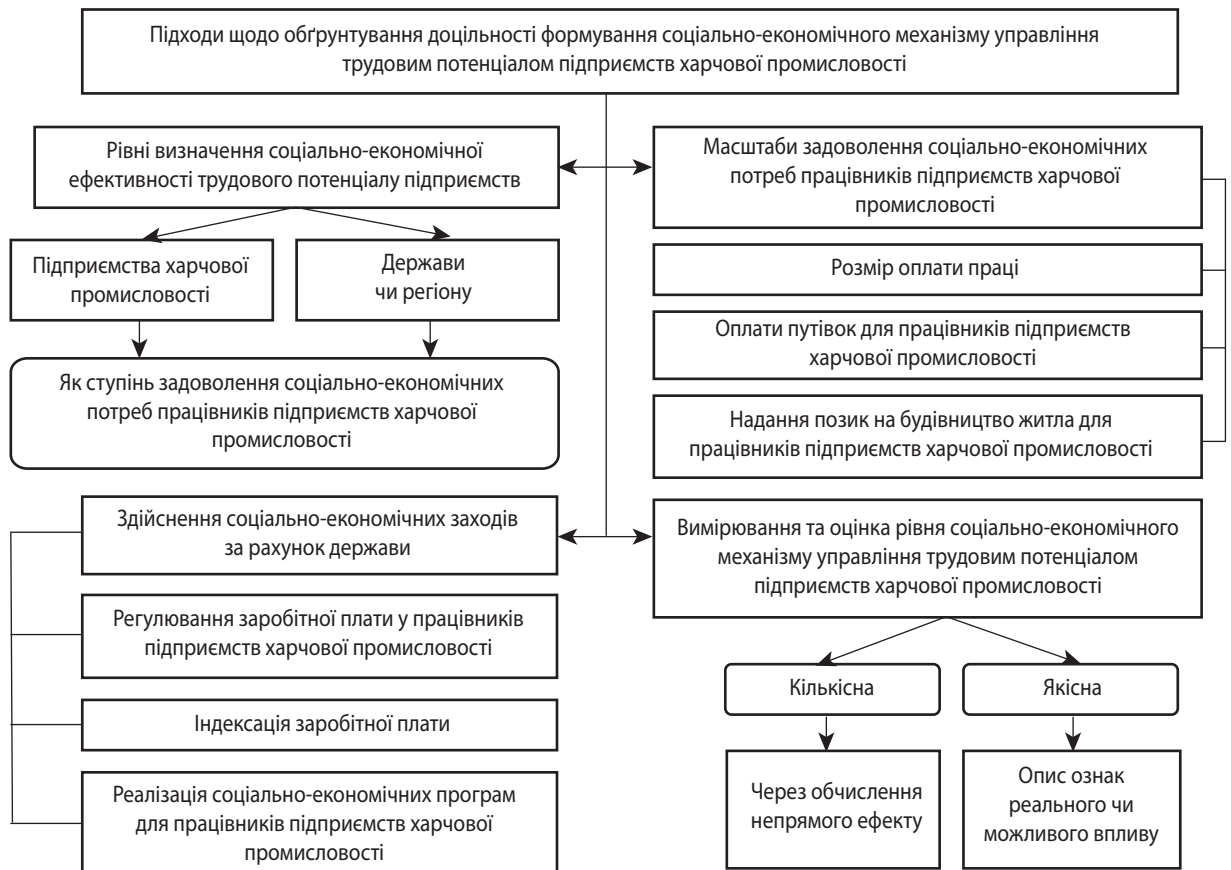 Підходи щодо обґрунтування доцільності формування соціально-економічного механізму управління
трудовим потенціалом підприємств харчової промисловості
Рівні визначення соціально-економічної
ефективності трудового потенціалу підприємств
Масштаби задоволення соціально-економічних
потреб працівників підприємств харчової
промисловості
Підприємства харчової
промисловості
Держави
чи регіону
Розмір оплати праці
Оплати путівок для працівників підприємств
харчової промисловості
Як ступінь задоволення соціально-економічних
потреб працівників підприємств харчової
промисловості
Надання позик на будівництво житла для
працівників підприємств харчової промисловості
Здійснення соціально-економічних заходів
за рахунок держави
Вимірювання та оцінка рівня соціально-економічного
механізму управління трудовим потенціалом
підприємств харчової промисловості
Регулювання заробітної плати у працівників
підприємств харчової промисловості
Індексація заробітної плати
Реалізація соціально-економічних програм
для працівників підприємств харчової
промисловості
Кількісна
Якісна
Через обчислення
непрямого ефекту
Опис ознак
реального чи
можливого впливу